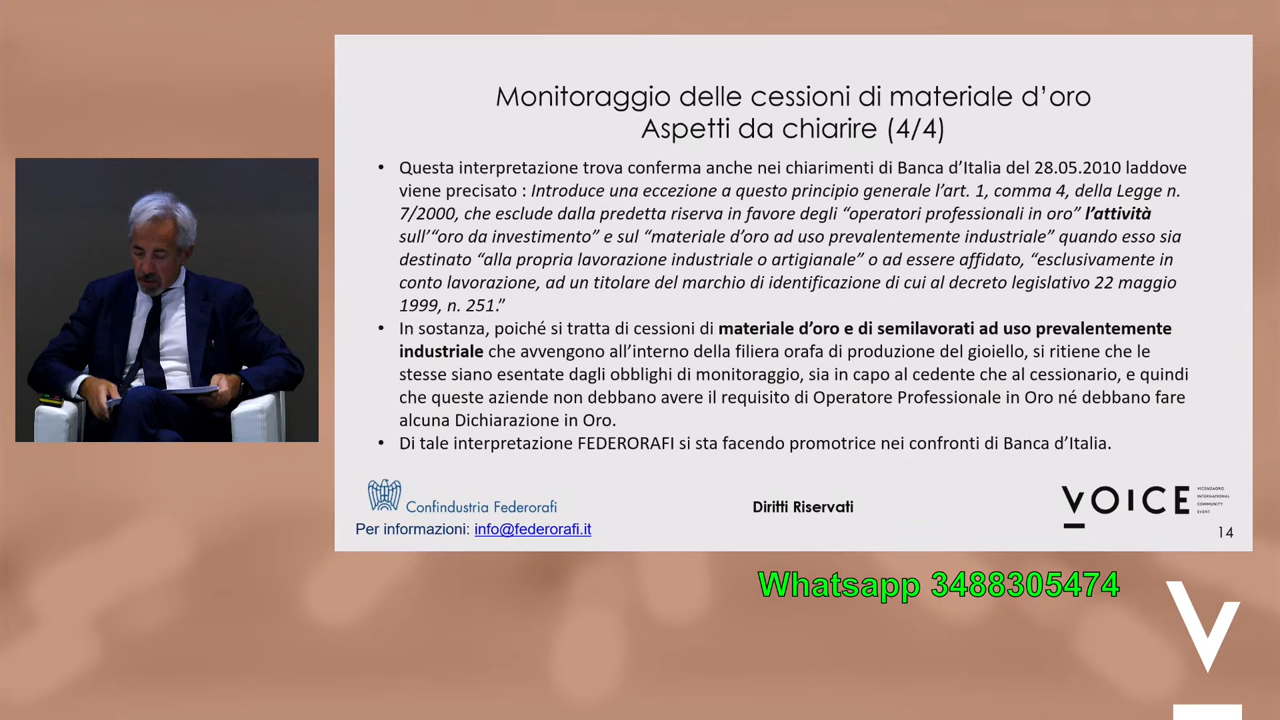 Monitoraggio delle cessioni di materiale d’oro
Aspetti da chiarire (4/4)
• Questa interpretazione trova conferma anche nei chiarimenti di Banca d’Italia del 28.05.2010 laddove
viene precisato : Introduce una eccezione a questo principio generale l’art. 1, comma 4, della Legge n.
7/2000, che esclude dalla predetta riserva in favore degli “operatori professionali in oro” l’attività
sull’“oro da investimento” e sul “materiale d’oro ad uso prevalentemente industriale” quando esso sia
destinato “alla propria lavorazione industriale o artigianale” o ad essere affidato, “esclusivamente in
conto lavorazione, ad un titolare del marchio di identificazione di cui al decreto legislativo 22 maggio
1999, n. 251.”
• In sostanza, poiché si tratta di cessioni di materiale d’oro e di semilavorati ad uso prevalentemente
industriale che avvengono all’interno della filiera orafa di produzione del gioiello, si ritiene che le
stesse siano esentate dagli obblighi di monitoraggio, sia in capo al cedente che al cessionario, e quindi
che queste aziende non debbano avere il requisito di Operatore Professionale in Oro né debbano fare
alcuna Dichiarazione in Oro.
• Di tale interpretazione FEDERORAFI si sta facendo promotrice nei confronti di Banca d’Italia.
Confindustria Federorafi
Per informazioni: info@federorafi.it
Diritti Riservati
VOICE
VICENZAORO
INTERNATIONAL
COMMUNITY
EVENT
14
Whatsapp 3488305474
V